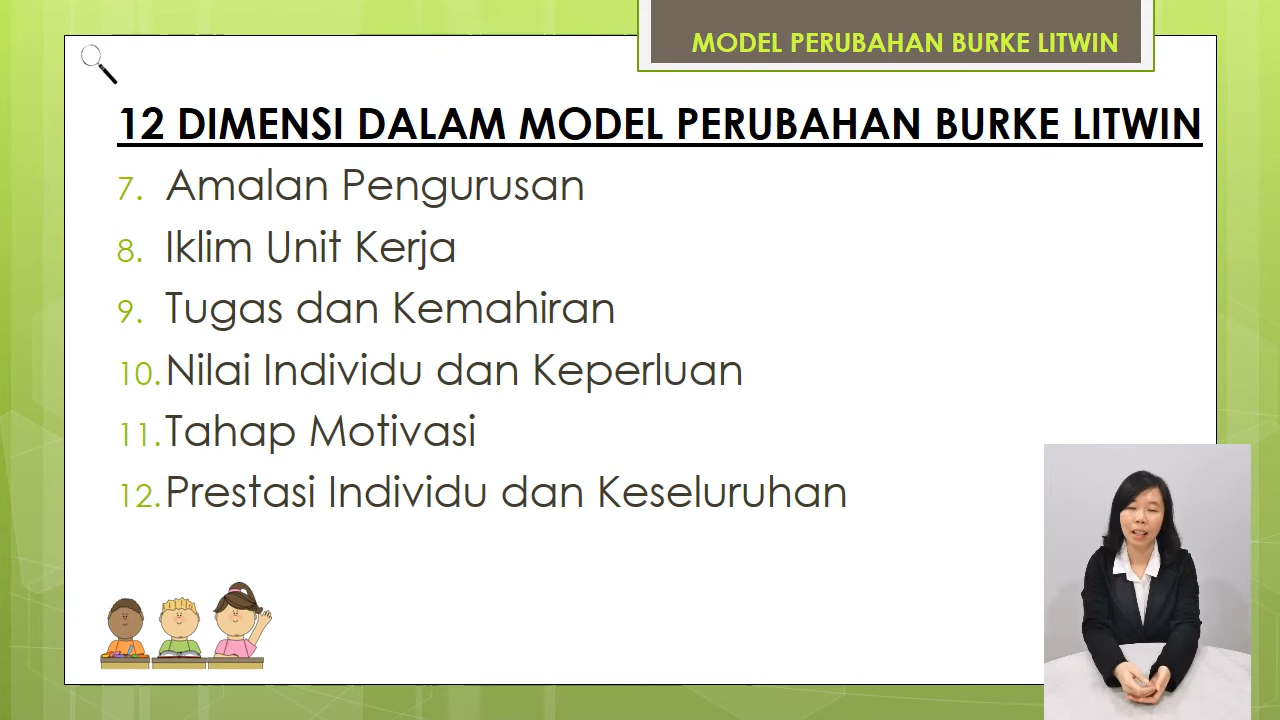 MODEL PERUBAHAN BURKE LITWIN
12 DIMENSI DALAM MODEL PERUBAHAN BURKE LITWIN
7. Amalan Pengurusan
8. Iklim Unit Kerja
9. Tugas dan Kemahiran
10. Nilai Individu dan Keperluan
11. Tahap Motivasi
12. Prestasi Individu dan Keseluruhan